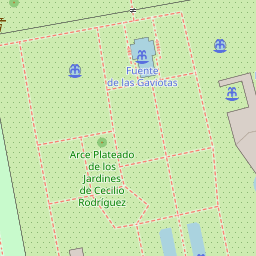 Fuente
de las Gaviotas
Arce Plateado
de los
Jardines
de Cecilio
Rodríguez